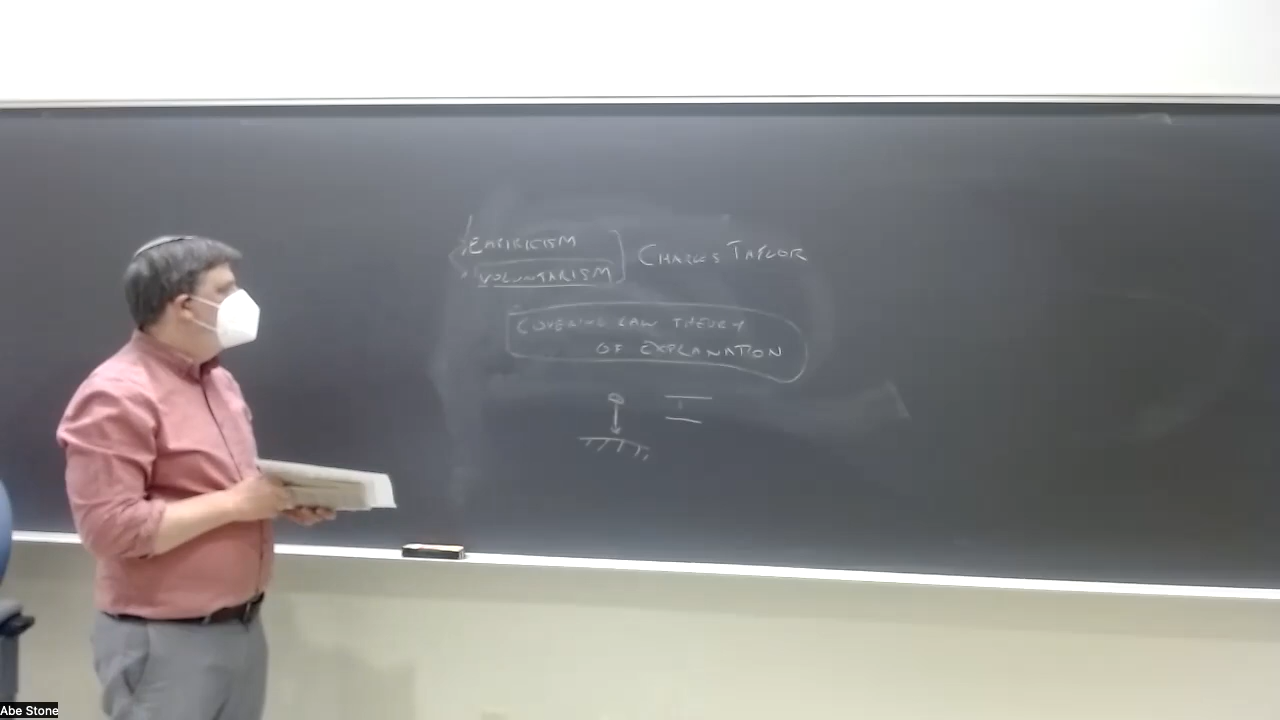 EMPIRICISM
VOLUNTARISM
CHARLES TAYLOR
COVERING LAW THEORY
OF EXPLANATION
Abe Stone